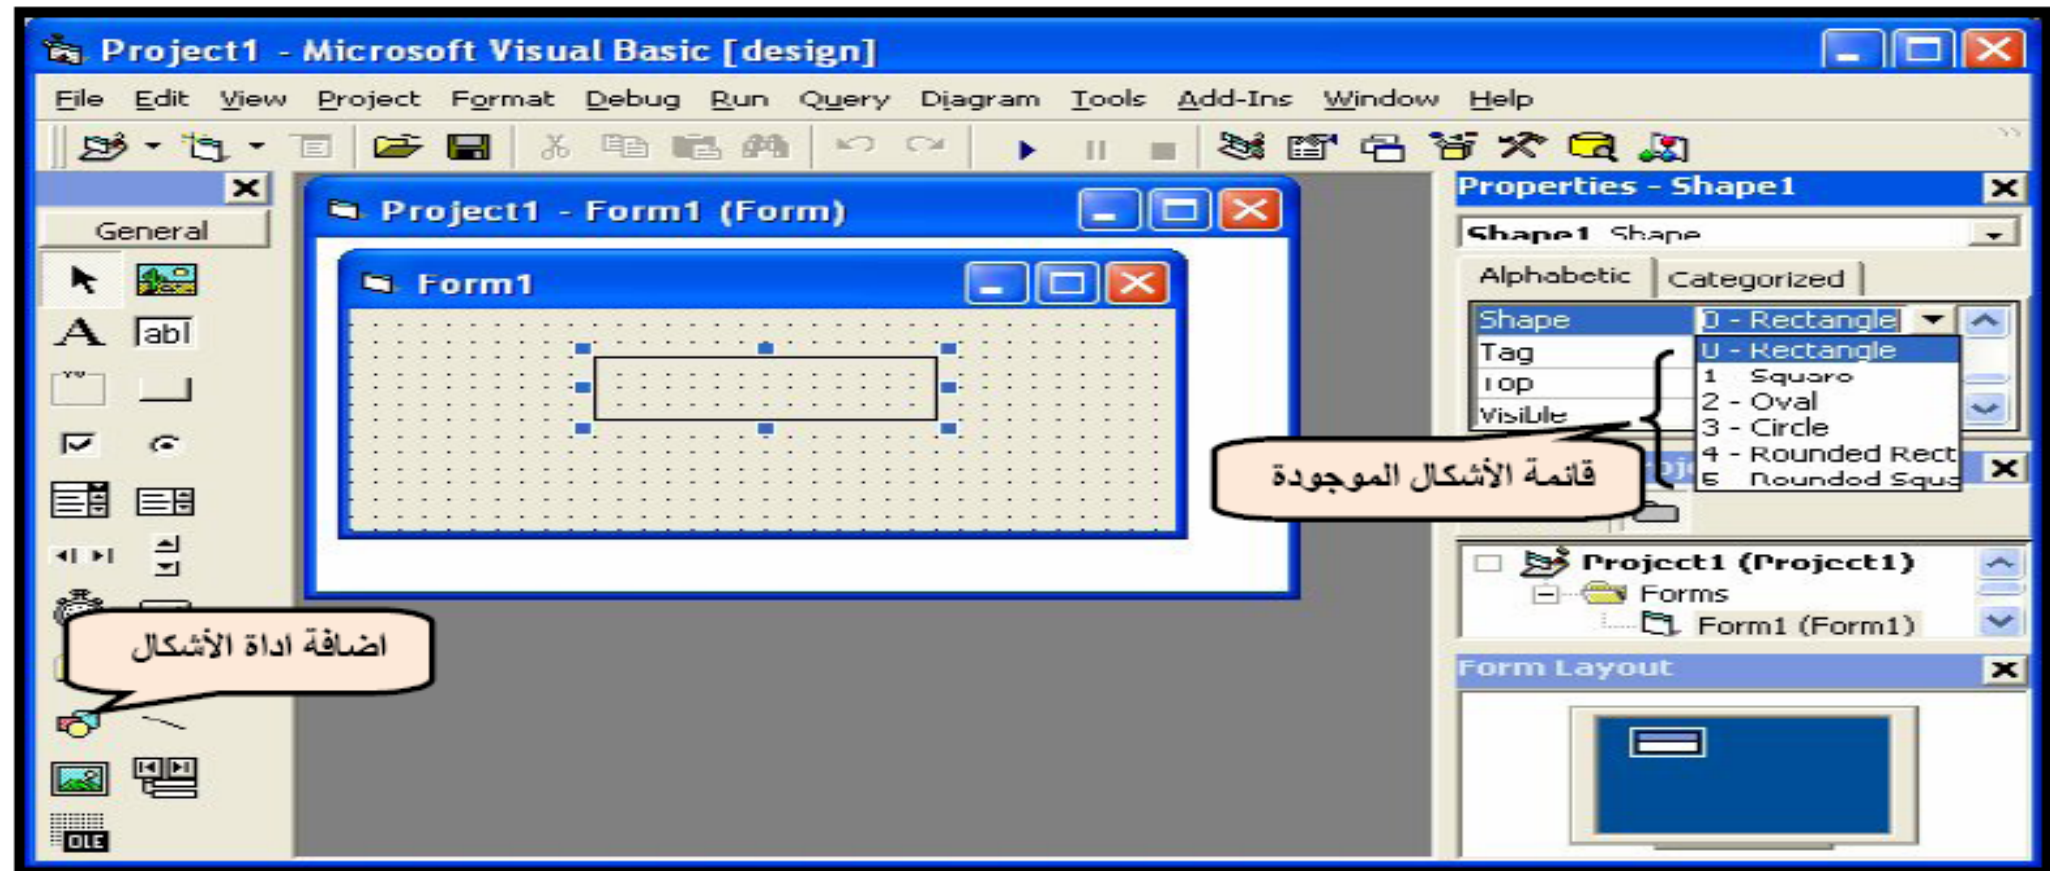 Project1 - Microsoft Visual Basic [design]
File Edit View Project Format Debug Run Query Diagram Tools Add-Ins Window Help
General
Project1 - Form1 (Form)
Form1
A abl
Properties - Shape1
Shape1 Shape
Alphabetic Categorized
Shape 0 - Rectangle
Tag
Top
Visible
0 - Rectangle
1 - Square
2 - Oval
3 - Circle
4 - Rounded Rect
5 - Rounded Squa
قائمة الأشكال الموجودة
Project1 (Project1)
Forms
Form1 (Form1)
Form Layout
اضافة اداة الأشكال
OLE